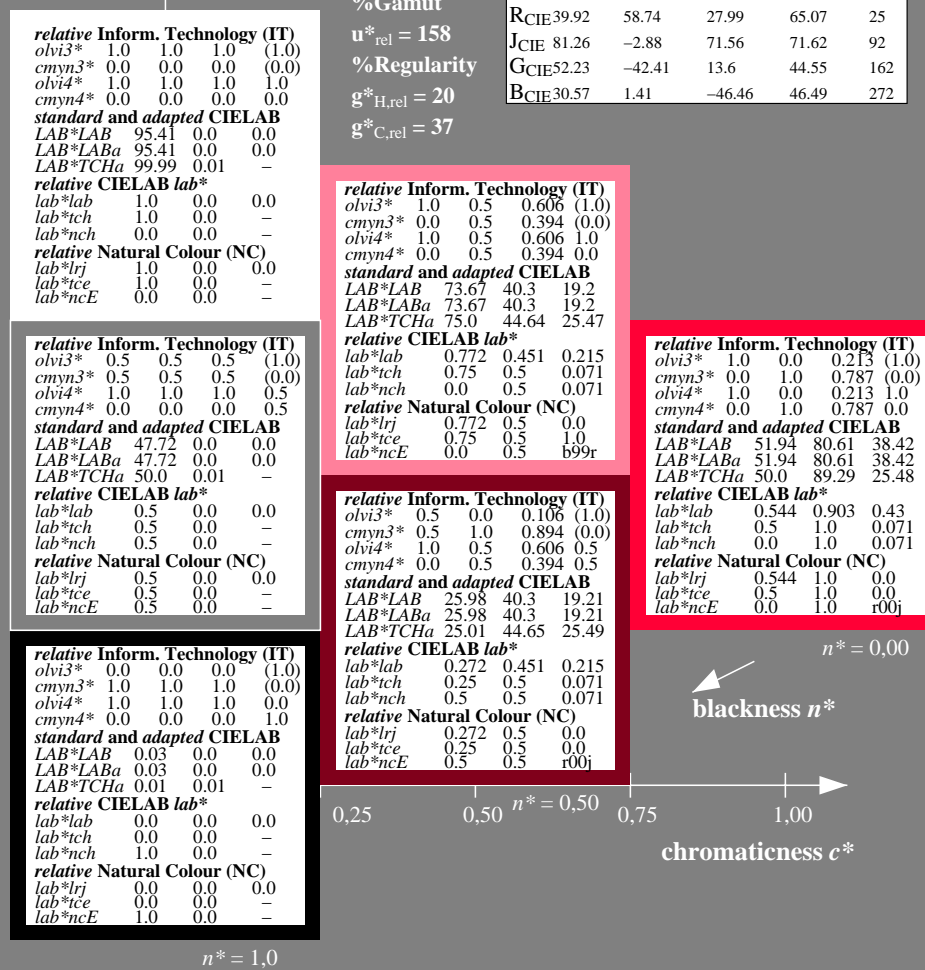 %Gamut
u*rel = 158
%Regularity
g*H,rel = 20
g*C,rel = 37
RCIE 39.92 58.74 27.99 65.07 25
JCIE 81.26 –2.88 71.56 71.62 92
GCIE 52.23 –42.41 13.6 44.55 162
BCIE 30.57 1.41 –46.46 46.49 272
relative Inform. Technology (IT)
olvi3* 1.0 1.0 1.0 (1.0)
cmyn3* 0.0 0.0 0.0 (0.0)
olvi4* 1.0 1.0 1.0 1.0
cmyn4* 0.0 0.0 0.0 0.0
standard and adapted CIELAB
LAB*LAB 95.41 0.0 0.0
LAB*LABa 95.41 0.0 0.0
LAB*TCHa 99.99 0.01 –
relative CIELAB lab*
lab*lab 1.0 0.0 0.0
lab*tch 1.0 0.0 –
lab*nch 0.0 0.0 –
relative Natural Colour (NC)
lab*lrj 1.0 0.0 0.0
lab*tce 1.0 0.0 –
lab*ncE 0.0 0.0 –
relative Inform. Technology (IT)
olvi3* 1.0 0.5 0.606 (1.0)
cmyn3* 0.0 0.5 0.394 (0.0)
olvi4* 1.0 0.5 0.606 1.0
cmyn4* 0.0 0.5 0.394 0.0
standard and adapted CIELAB
LAB*LAB 73.67 40.3 19.2
LAB*LABa 73.67 40.3 19.2
LAB*TCHa 75.0 44.64 25.47
relative CIELAB lab*
lab*lab 0.772 0.451 0.215
lab*tch 0.75 0.5 0.071
lab*nch 0.0 0.5 0.071
relative Natural Colour (NC)
lab*lrj 0.772 0.5 0.0
lab*tce 0.75 0.5 1.0
lab*ncE 0.0 0.5 b99r
relative Inform. Technology (IT)
olvi3* 0.5 0.5 0.5 (1.0)
cmyn3* 0.5 0.5 0.5 (0.0)
olvi4* 1.0 1.0 1.0 0.5
cmyn4* 0.0 0.0 0.0 0.5
standard and adapted CIELAB
LAB*LAB 47.72 0.0 0.0
LAB*LABa 47.72 0.0 0.0
LAB*TCHa 50.0 0.01 –
relative CIELAB lab*
lab*lab 0.5 0.0 0.0
lab*tch 0.5 0.0 –
lab*nch 0.5 0.0 –
relative Natural Colour (NC)
lab*lrj 0.5 0.0 0.0
lab*tce 0.5 0.0 –
lab*ncE 0.5 0.0 –
relative Inform. Technology (IT)
olvi3* 1.0 0.0 0.213 (1.0)
cmyn3* 0.0 1.0 0.787 (0.0)
olvi4* 1.0 0.0 0.213 1.0
cmyn4* 0.0 1.0 0.787 0.0
standard and adapted CIELAB
LAB*LAB 51.94 80.61 38.42
LAB*LABa 51.94 80.61 38.42
LAB*TCHa 50.0 89.29 25.48
relative CIELAB lab*
lab*lab 0.544 0.903 0.43
lab*tch 0.5 1.0 0.071
lab*nch 0.0 1.0 0.071
relative Natural Colour (NC)
lab*lrj 0.544 1.0 0.0
lab*tce 0.5 1.0 0.0
lab*ncE 0.0 1.0 r00j
relative Inform. Technology (IT)
olvi3* 0.5 0.0 0.106 (1.0)
cmyn3* 0.5 1.0 0.894 (0.0)
olvi4* 1.0 0.5 0.606 0.5
cmyn4* 0.0 0.5 0.394 0.5
standard and adapted CIELAB
LAB*LAB 25.98 40.3 19.21
LAB*LABa 25.98 40.3 19.21
LAB*TCHa 25.01 44.65 25.49
relative CIELAB lab*
lab*lab 0.272 0.451 0.215
lab*tch 0.25 0.5 0.071
lab*nch 0.5 0.5 0.071
relative Natural Colour (NC)
lab*lrj 0.272 0.5 0.0
lab*tce 0.25 0.5 0.0
lab*ncE 0.5 0.5 r00j
relative Inform. Technology (IT)
olvi3* 0.0 0.0 0.0 (1.0)
cmyn3* 1.0 1.0 1.0 (0.0)
olvi4* 1.0 1.0 1.0 0.0
cmyn4* 0.0 0.0 0.0 1.0
standard and adapted CIELAB
LAB*LAB 0.03 0.0 0.0
LAB*LABa 0.03 0.0 0.0
LAB*TCHa 0.01 0.01 –
relative CIELAB lab*
lab*lab 0.0 0.0 0.0
lab*tch 0.0 0.0 –
lab*nch 1.0 0.0 –
relative Natural Colour (NC)
lab*lrj 0.0 0.0 0.0
lab*tce 0.0 0.0 –
lab*ncE 1.0 0.0 –
n* = 0,00
blackness n*
n* = 0,50
0,25 0,50 0,75 1,00
chromaticness c*
n* = 1,0